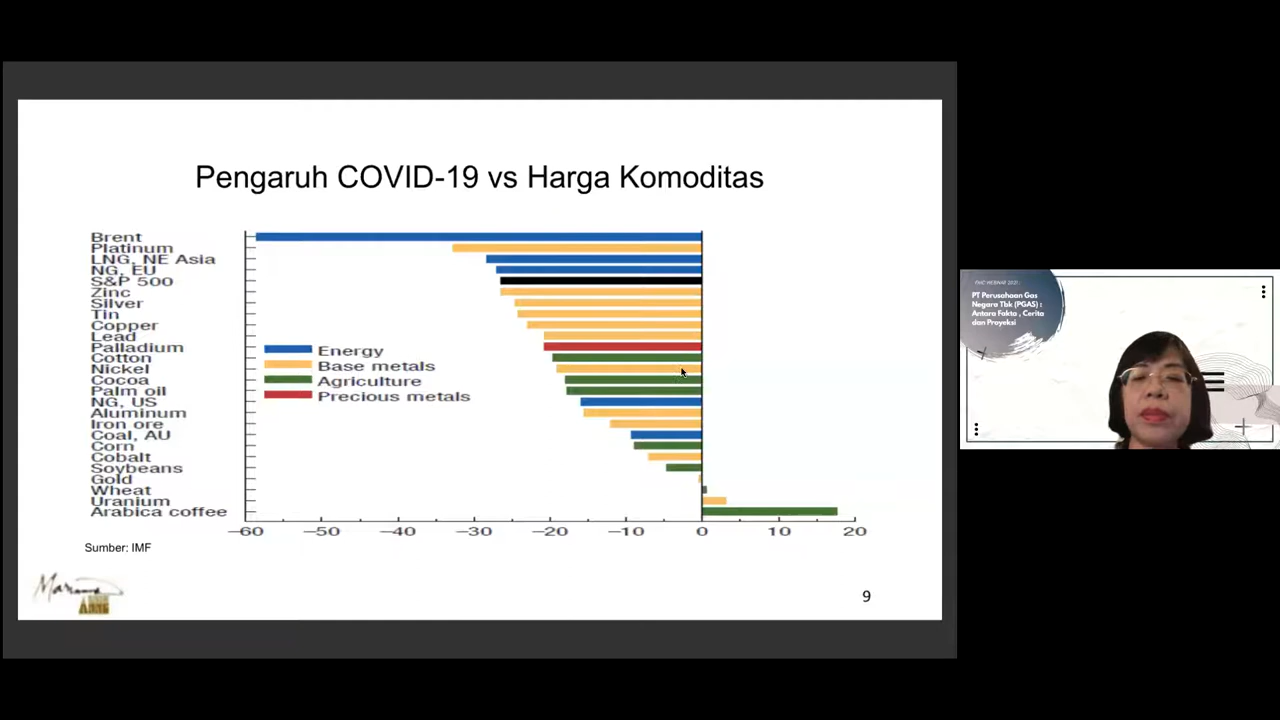 Pengaruh COVID-19 vs Harga Komoditas
Brent
Platinum
LNG, NE Asia
NG, EU
S&P 500
Zinc
Silver
Tin
Copper
Lead
Palladium
Cotton
Nickel
Cocoa
Palm oil
NG, US
Aluminum
Iron ore
Coal, AU
Corn
Cobalt
Soybeans
Gold
Wheat
Uranium
Arabica coffee
Energy
Base metals
Agriculture
Precious metals
−60 −50 −40 −30 −20 −10 0 10 20
Sumber: IMF
9
WEBINAR 2021
PT Perusahaan Gas
Negara Tbk (PGAS) :
Antara Fakta , Cerita
dan Proyeksi